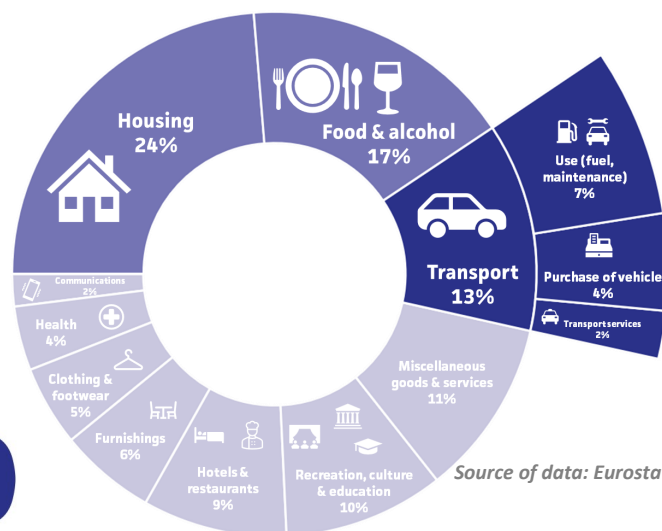 Housing
24%
Food & alcohol
17%
Use (fuel,
maintenance)
7%
Transport
13%
Purchase of vehicle
4%
Transport services
2%
Communications
2%
Health
4%
Clothing &
footwear
5%
Furnishings
6%
Hotels &
restaurants
9%
Recreation, culture
& education
10%
Miscellaneous
goods & services
11%
Source of data: Eurosta